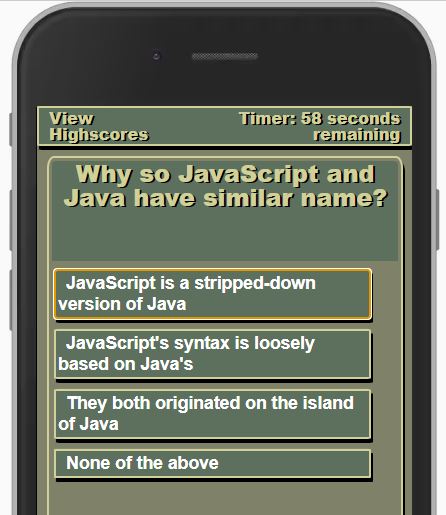 View
Highscores
Timer: 58 seconds
remaining
Why so JavaScript and
Java have similar name?
JavaScript is a stripped-down
version of Java
JavaScript's syntax is loosely
based on Java's
They both originated on the island
of Java
None of the above